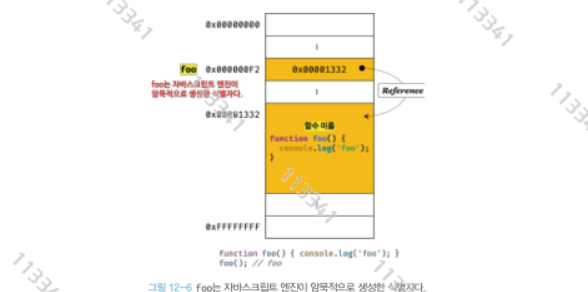 0x00000000
foo 0x000000F2 0x00001332
foo는 자바스크립트 엔진이
암묵적으로 생성한 식별자다.
Reference
0x00001332
함수 이름
function foo() {
console.log('foo');
}
0xFFFFFFFF
function foo() { console.log('foo'); }
foo(); // foo
그림 12-6 foo는 자바스크립트 엔진이 암묵적으로 생성한 식별자다.
113341
113341
113341
113341
113341
113341
113341